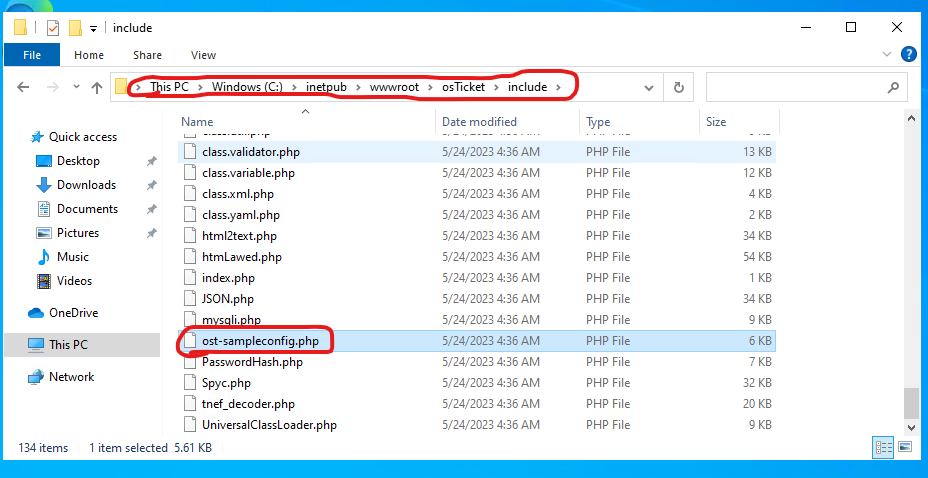 include
File Home Share View
This PC Windows (C:) inetpub wwwroot osTicket include
Name Date modified Type Size
Quick access
Desktop
Downloads
Documents
Pictures
Music
Videos
OneDrive
This PC
Network
class.validator.php 5/24/2023 4:36 AM PHP File 13 KB
class.variable.php 5/24/2023 4:36 AM PHP File 12 KB
class.xml.php 5/24/2023 4:36 AM PHP File 4 KB
class.yaml.php 5/24/2023 4:36 AM PHP File 2 KB
html2text.php 5/24/2023 4:36 AM PHP File 34 KB
htmLawed.php 5/24/2023 4:36 AM PHP File 54 KB
index.php 5/24/2023 4:36 AM PHP File 1 KB
JSON.php 5/24/2023 4:36 AM PHP File 34 KB
mysqli.php 5/24/2023 4:36 AM PHP File 9 KB
ost-sampleconfig.php 5/24/2023 4:36 AM PHP File 6 KB
PasswordHash.php 5/24/2023 4:36 AM PHP File 7 KB
Spyc.php 5/24/2023 4:36 AM PHP File 32 KB
tnef_decoder.php 5/24/2023 4:36 AM PHP File 20 KB
UniversalClassLoader.php 5/24/2023 4:36 AM PHP File 9 KB
134 items 1 item selected 5.61 KB